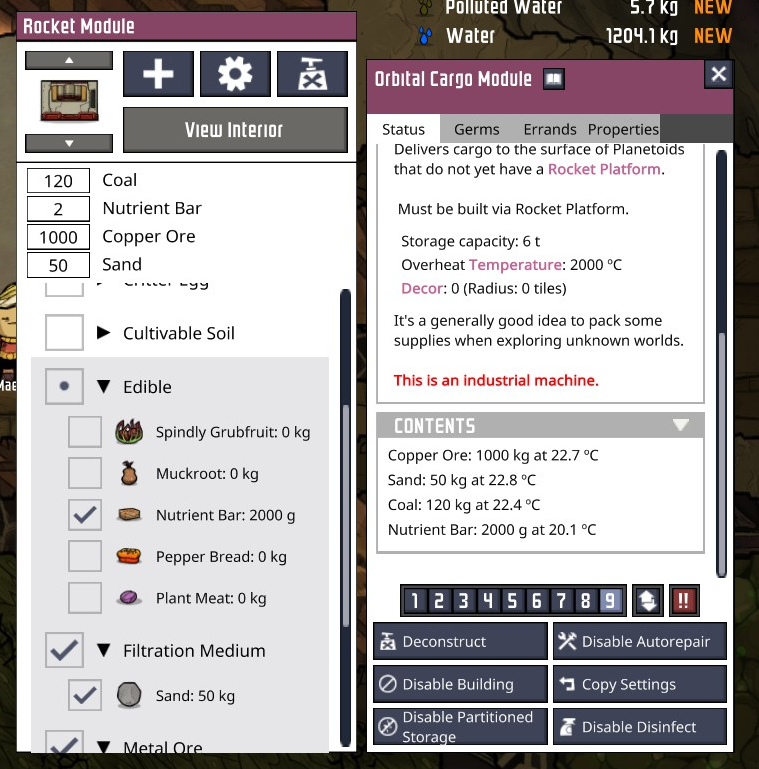 Polluted Water 5.7 kg NEW
Water 1204.1 kg NEW
Rocket Module
View Interior
120 Coal
2 Nutrient Bar
1000 Copper Ore
50 Sand
Critter Egg
Cultivable Soil
Edible
Spindly Grubfruit: 0 kg
Muckroot: 0 kg
Nutrient Bar: 2000 g
Pepper Bread: 0 kg
Plant Meat: 0 kg
Filtration Medium
Sand: 50 kg
Metal Ore
Mae
Orbital Cargo Module
Status Germs Errands Properties
Delivers cargo to the surface of Planetoids
that do not yet have a Rocket Platform.
Must be built via Rocket Platform.
Storage capacity: 6 t
Overheat Temperature: 2000 ºC
Decor: 0 (Radius: 0 tiles)
It's a generally good idea to pack some
supplies when exploring unknown worlds.
This is an industrial machine.
CONTENTS
Copper Ore: 1000 kg at 22.7 ºC
Sand: 50 kg at 22.8 ºC
Coal: 120 kg at 22.4 ºC
Nutrient Bar: 2000 g at 20.1 ºC
1 2 3 4 5 6 7 8 9 !!
Deconstruct
Disable Autorepair
Disable Building
Copy Settings
Disable Partitioned
Storage
Disable Disinfect